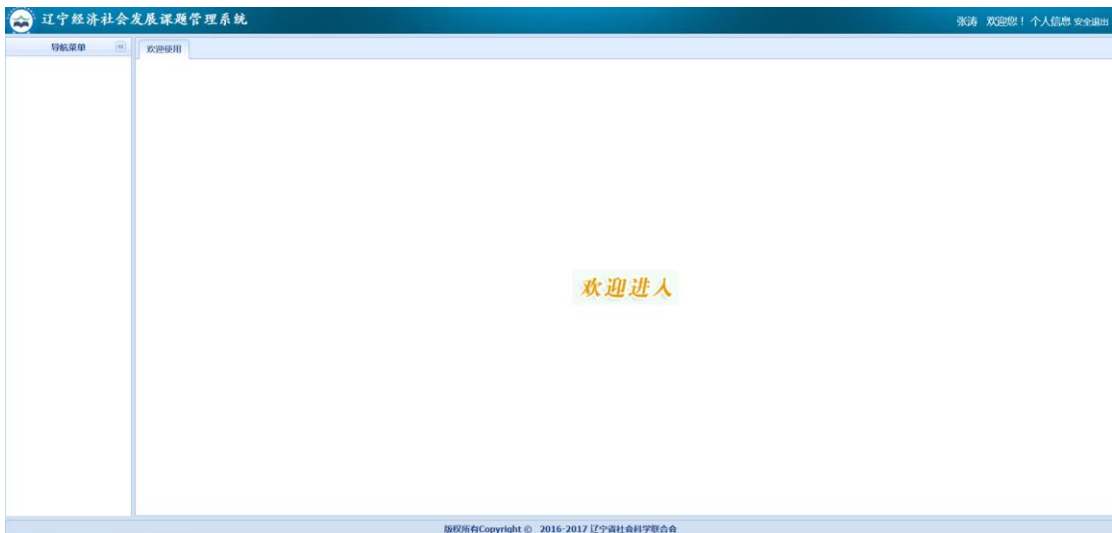 辽宁经济社会发展课题管理系统
张涛 欢迎您！ 个人信息 安全退出
导航菜单
欢迎使用
欢迎进入
版权所有Copyright © 2016-2017 辽宁省社会科学联合会